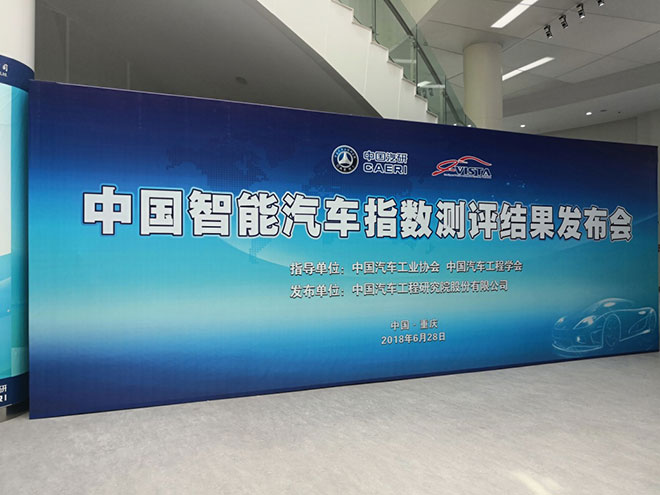 中国汽研
CAERI
i-VISTA
中国智能汽车指数测评结果发布会
指导单位：中国汽车工业协会 中国汽车工程学会
发布单位：中国汽车工程研究院股份有限公司
中国·重庆
2018年6月28日